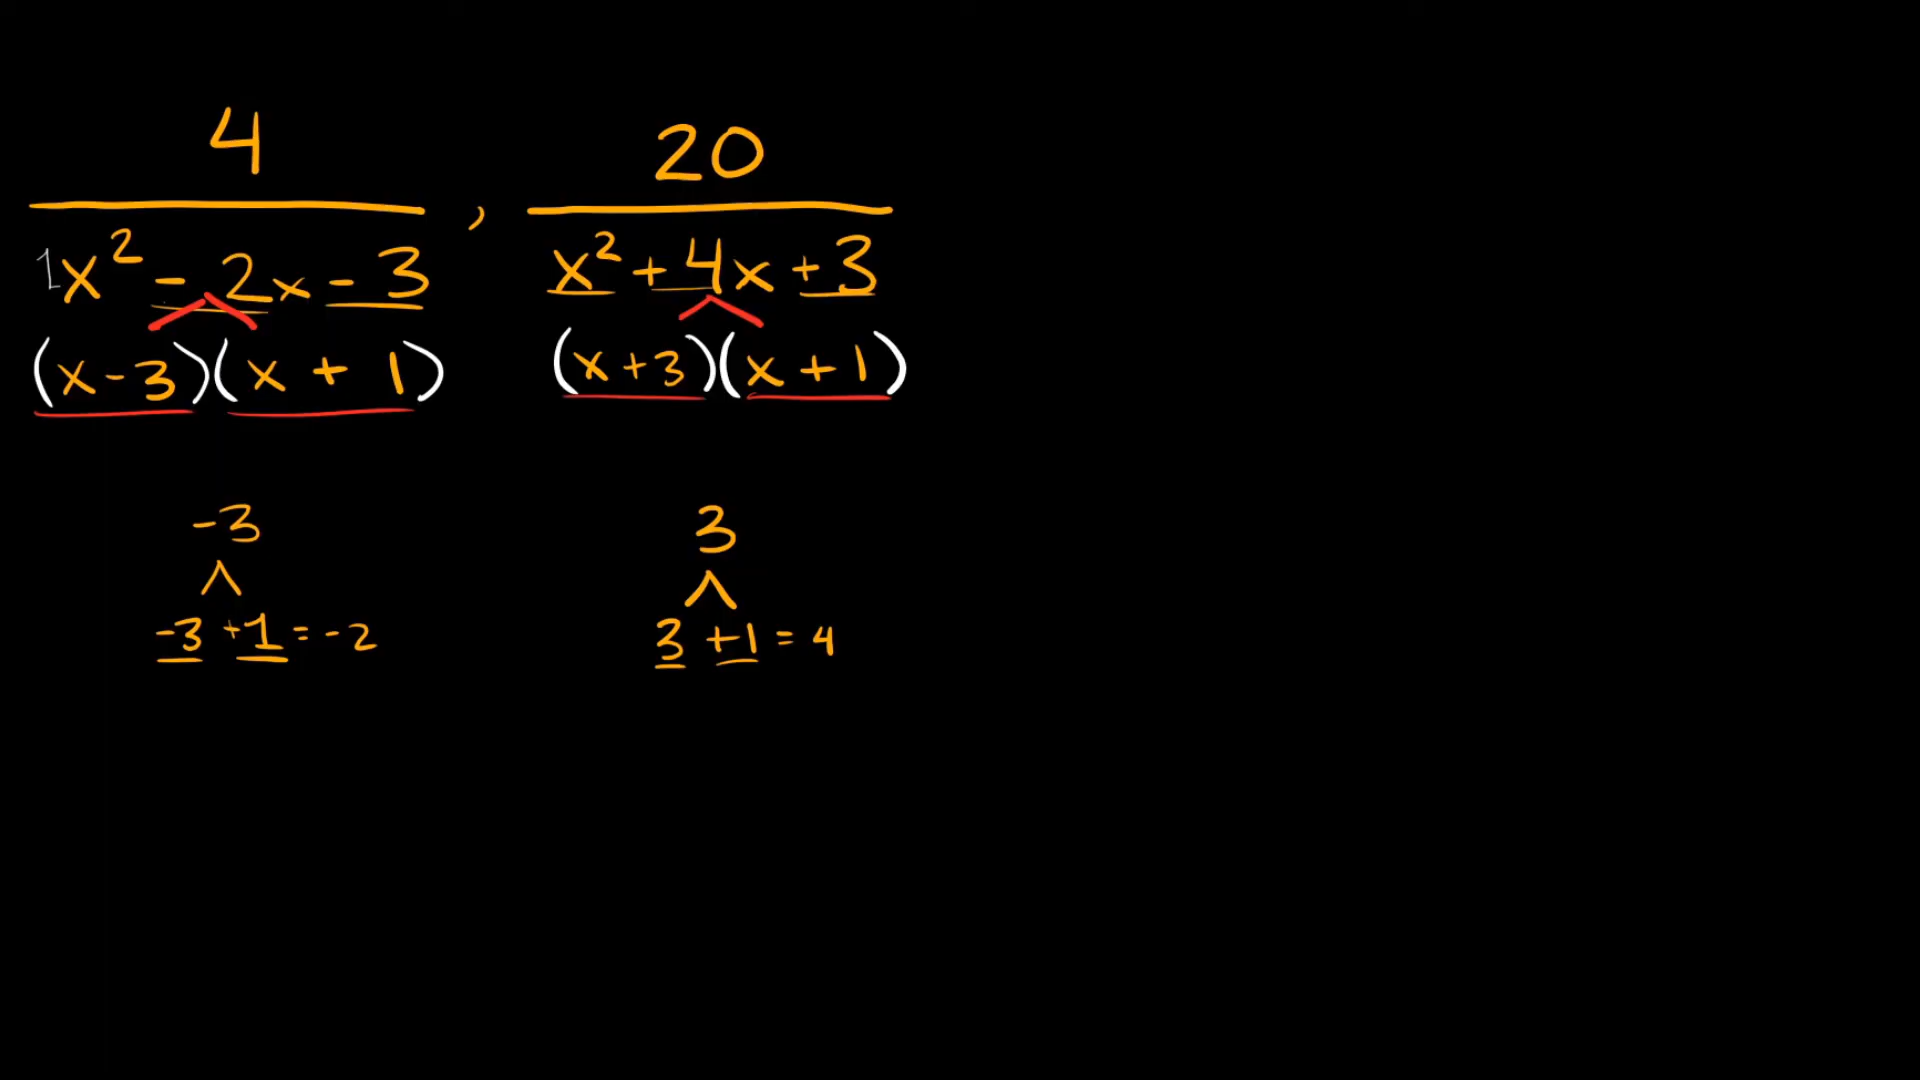 4 , 20
1x² - 2x - 3 x² + 4x + 3
(x - 3)(x + 1) (x + 3)(x + 1)
-3 3
-3 + 1 = -2 3 + 1 = 4